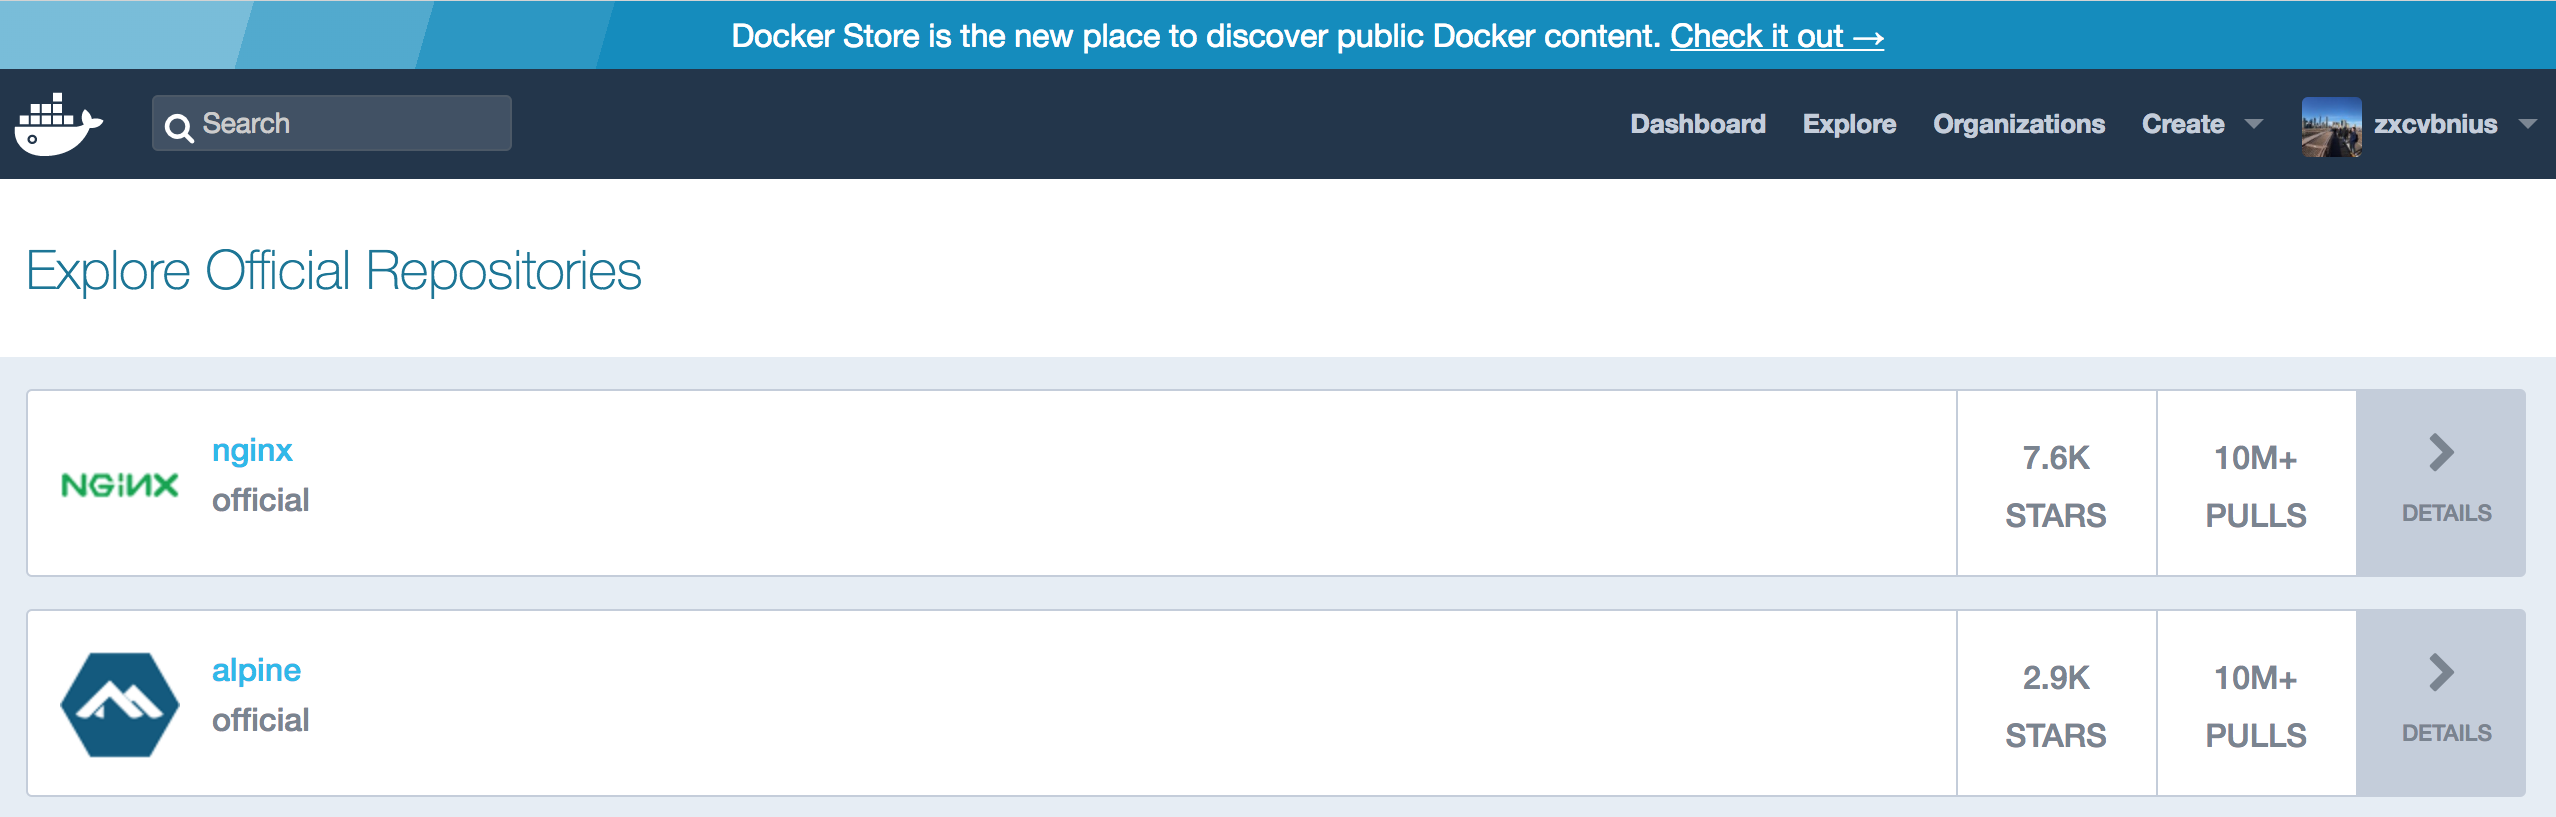 Docker Store is the new place to discover public Docker content. Check it out →
Search
Dashboard Explore Organizations Create zxcvbnius
Explore Official Repositories
NGINX
nginx
official
7.6K
STARS
10M+
PULLS
DETAILS
alpine
official
2.9K
STARS
10M+
PULLS
DETAILS